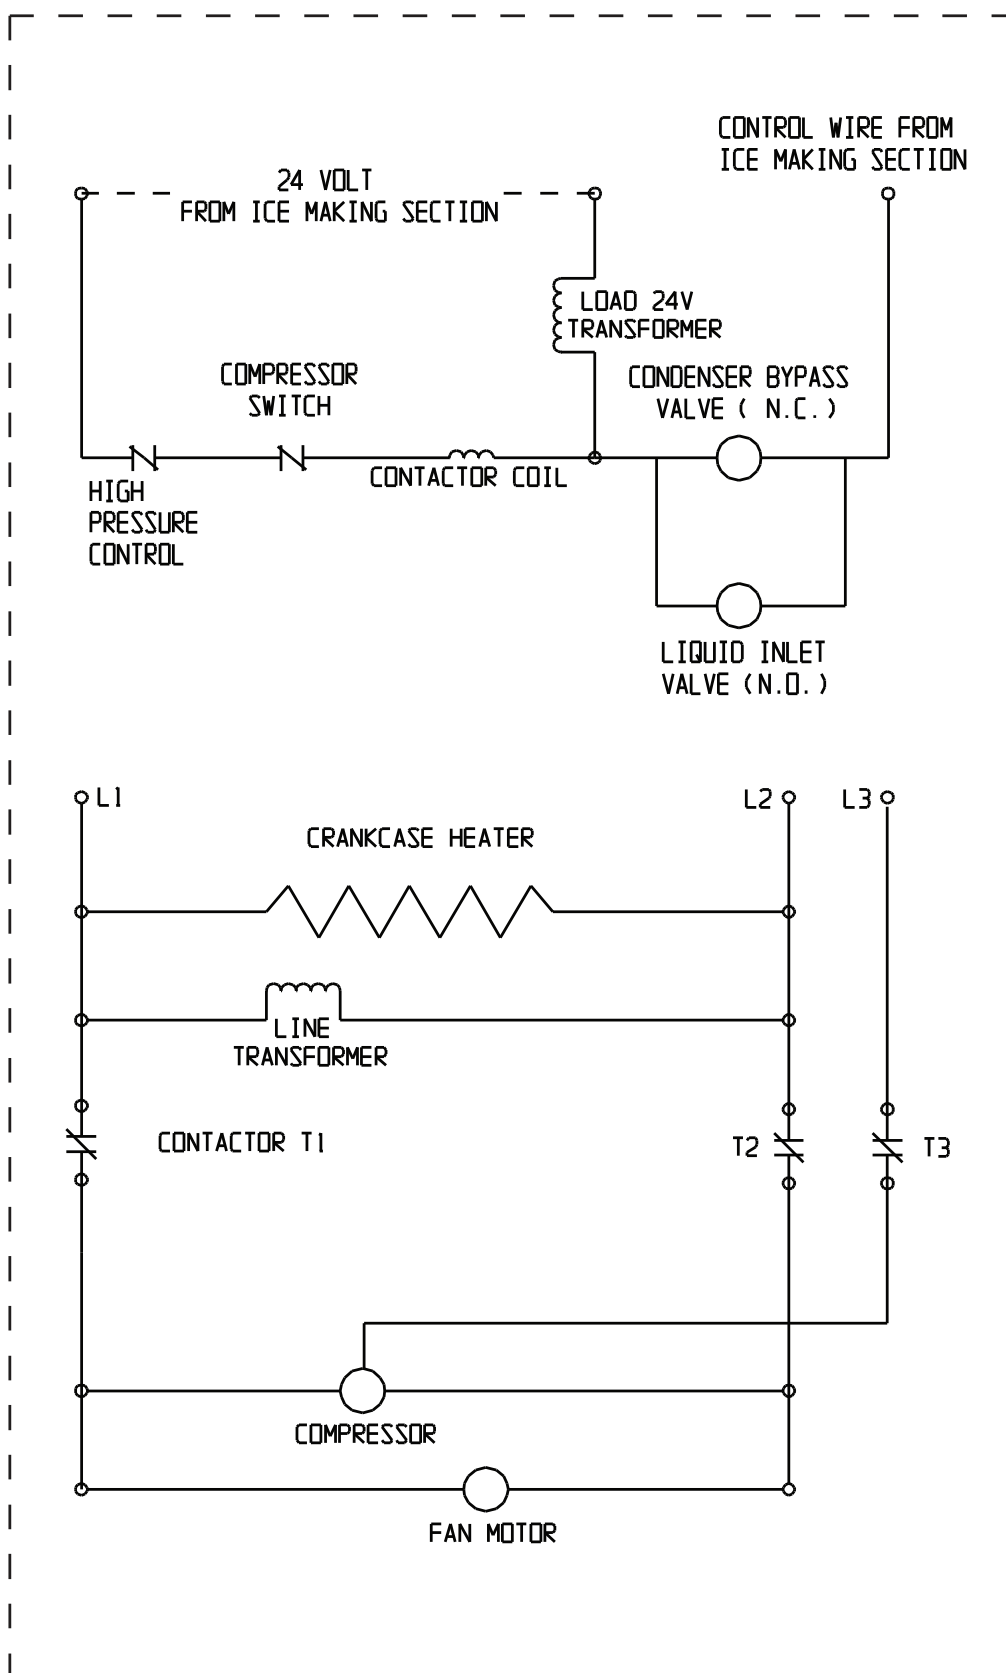 CONTROL WIRE FROM
ICE MAKING SECTION
24 VOLT
FROM ICE MAKING SECTION
LOAD 24V
TRANSFORMER
COMPRESSOR
SWITCH
CONDENSER BYPASS
VALVE ( N.C. )
CONTACTOR COIL
HIGH
PRESSURE
CONTROL
LIQUID INLET
VALVE (N.O. )
L1
L2
L3
CRANKCASE HEATER
LINE
TRANSFORMER
CONTACTOR T1
T2
T3
COMPRESSOR
FAN MOTOR